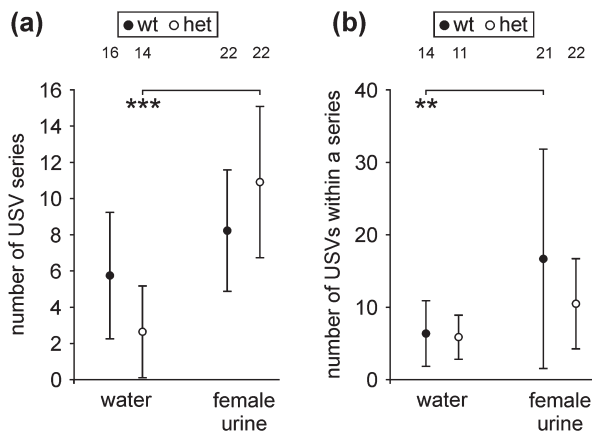 (a)
wt het
16 14 22 22
***
number of USV series
16
14
12
10
8
6
4
2
0
water
female
urine
(b)
wt het
14 11 21 22
**
number of USVs within a series
40
30
20
10
0
water
female
urine